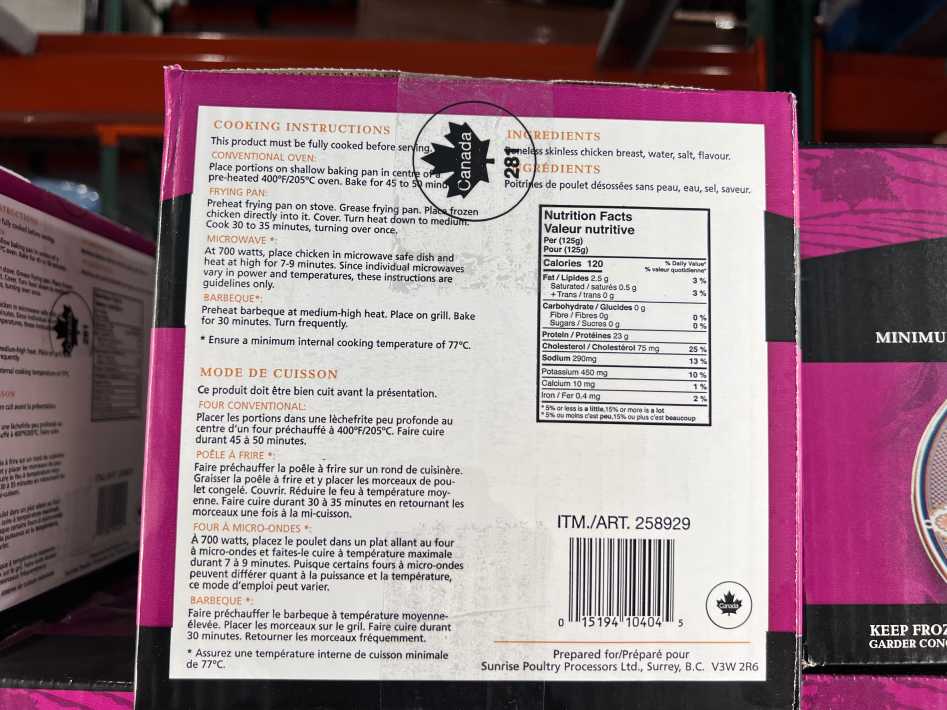 COOKING INSTRUCTIONS
This product must be fully cooked before serving.
CONVENTIONAL OVEN:
Place portions on shallow baking pan in centre of a
pre-heated 400ºF/205ºC oven. Bake for 45 to 50
FRYING PAN:
Preheat frying pan on stove. Grease frying pan. Place frozen
chicken directly into it. Cover. Turn heat down to medium.
Cook 30 to 35 minutes, turning over once.
MICROWAVE *:
At 700 watts, place chicken in microwave safe dish and
heat at high for 7-9 minutes. Since individual microwaves
vary in power and temperatures, these instructions are
guidelines only.
BARBEQUE*:
Preheat barbeque at medium-high heat. Place on grill. Bake
for 30 minutes. Turn frequently.
* Ensure a minimum internal cooking temperature of 77ºC.
MODE DE CUISSON
Ce produit doit être bien cuit avant la présentation.
FOUR CONVENTIONAL:
Placer les portions dans une lèchefrite peu profonde au
centre d'un four préchauffé à 400ºF/205ºC. Faire cuire
durant 45 à 50 minutes.
POÊLE À FRIRE *:
Faire préchauffer la poêle à frire sur un rond de cuisinère.
Graisser la poêle à frire et y placer les morceaux de pou-
let congelé. Couvrir. Réduire le feu à température moy-
enne. Faire cuire durant 30 à 35 minutes en retournant les
morceaux une fois à la mi-cuisson.
FOUR À MICRO-ONDES *:
À 700 watts, placez le poulet dans un plat allant au four
à micro-ondes et faites-le cuire à température maximale
durant 7 à 9 minutes. Puisque certains fours à micro-ondes
peuvent différer quant à la puissance et la température,
ce mode d'emploi peut varier.
BARBEQUE *:
Faire préchauffer le barbeque à température moyenne-
élevée. Placer les morceaux sur le gril. Faire cuire durant
30 minutes. Retourner les morceaux fréquemment.
* Assurez une température interne de cuisson minimale
de 77ºC.
Canada
281
INGREDIENTS
skinless chicken breast, water, salt, flavour.
INGRÉDIENTS
Poitrines de poulet désossées sans peau, eau, sel, saveur.
Nutrition Facts
Valeur nutritive
Per (125g)
Pour (125g)
Calories 120
% Daily Value*
% valeur quotidienne*
Fat / Lipides 2.5 g 3 %
Saturated / saturés 0.5 g
+ Trans / trans 0 g 3 %
Carbohydrate / Glucides 0 g
Fibre / Fibres 0g 0 %
Sugars / Sucres 0 g 0 %
Protein / Protéines 23 g
Cholesterol / Cholestérol 75 mg 25 %
Sodium 290mg 13 %
Potassium 450 mg 10 %
Calcium 10 mg 1 %
Iron / Fer 0.4 mg 2 %
* 5% or less is a little,15% or more is a lot
* 5% ou moins c'est peu,15% ou plus c'est beaucoup
ITM./ART. 258929
0 15194 10404 5
Canada
Prepared for/Préparé pour
Sunrise Poultry Processors Ltd., Surrey, B.C. V3W 2R6
MINIMU
KEEP FROZ
GARDER CON